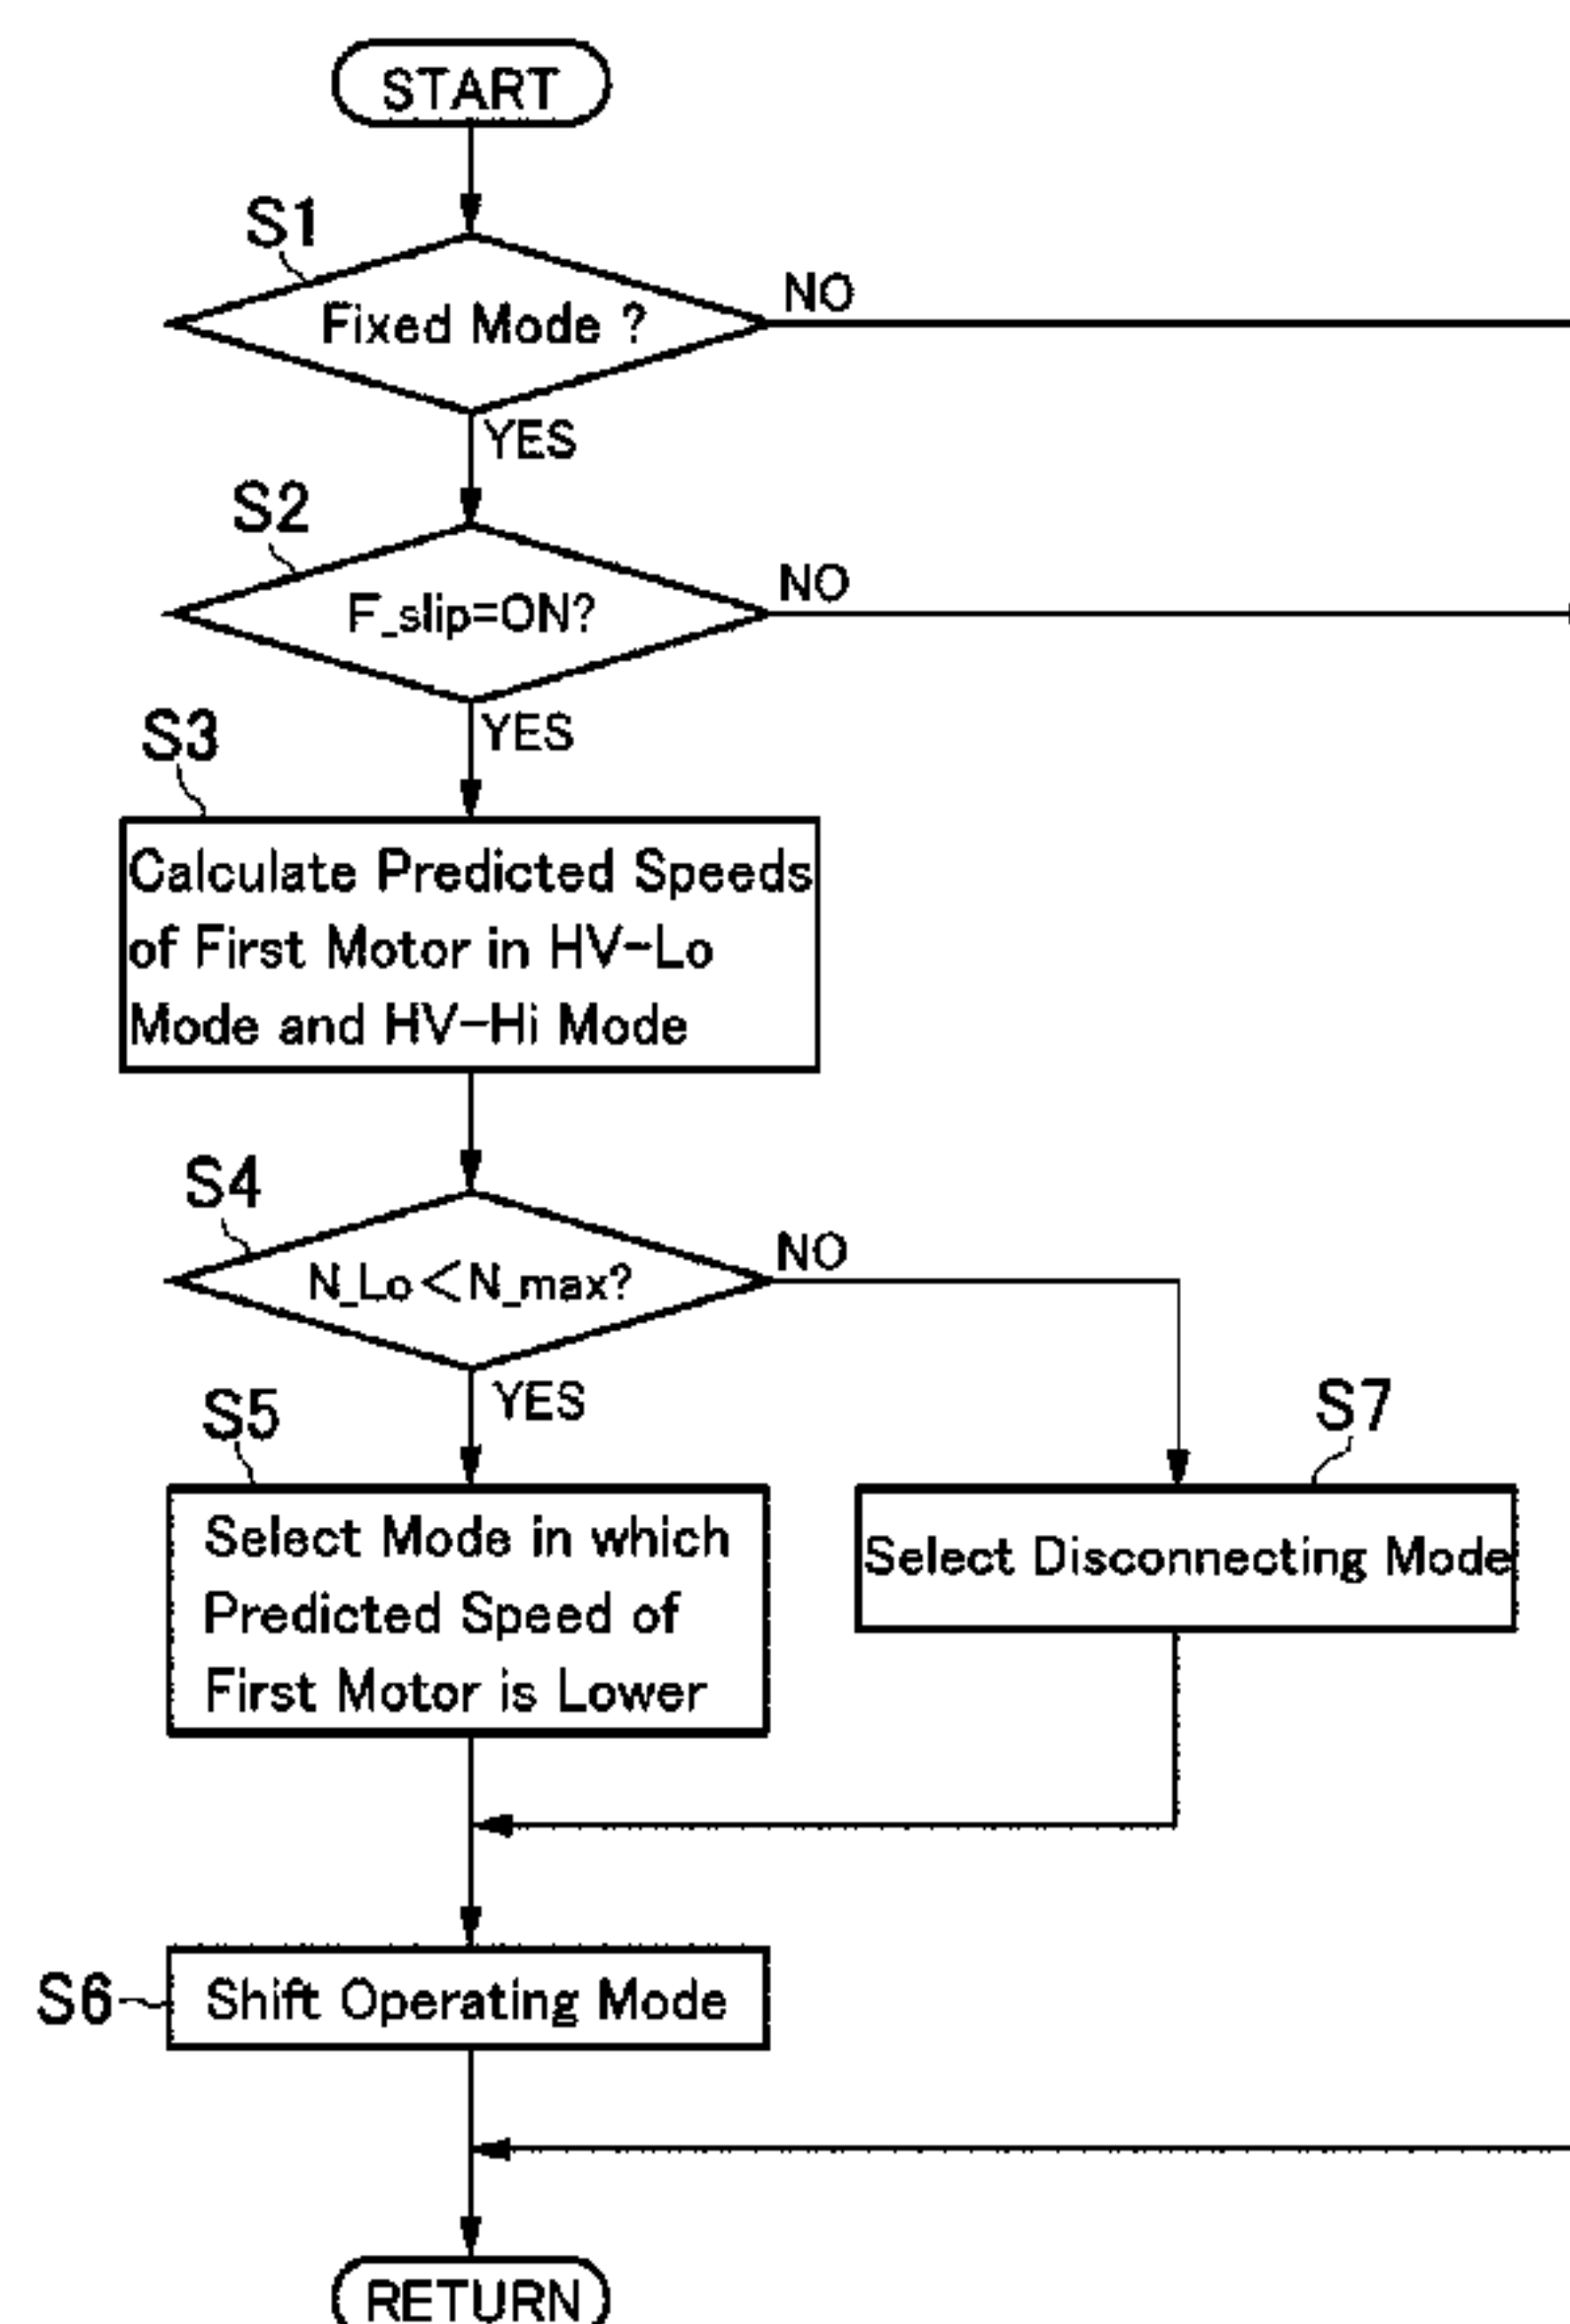 START
S1
Fixed Mode ?
NO
YES
S2
F_slip=ON?
NO
YES
S3
Calculate Predicted Speeds
of First Motor in HV-Lo
Mode and HV-Hi Mode
S4
N_Lo<N_max?
NO
YES
S5
Select Mode in which
Predicted Speed of
First Motor is Lower
S7
Select Disconnecting Mode
S6
Shift Operating Mode
RETURN